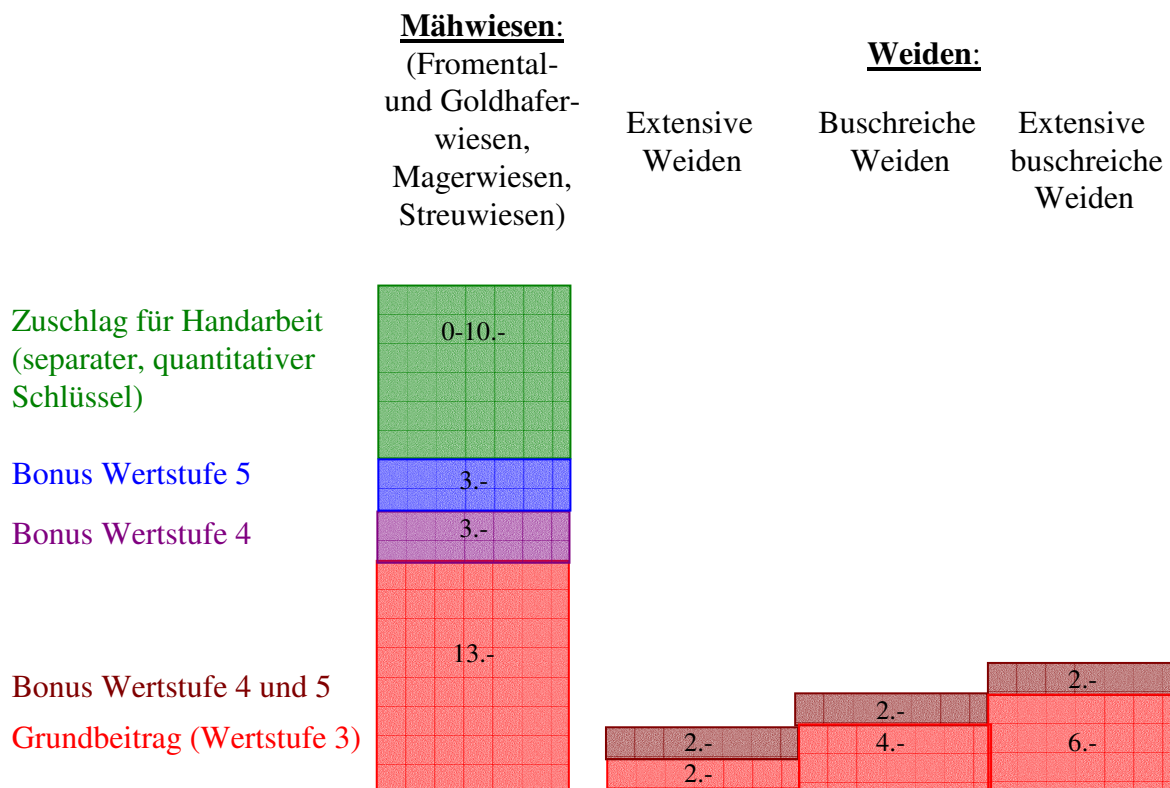 Mähwiesen:
(Fromental-
und Goldhafer-
wiesen,
Magerwiesen,
Streuwiesen)
Weiden:
Extensive
Weiden
Buschreiche
Weiden
Extensive
buschreiche
Weiden
Zuschlag für Handarbeit
(separater, quantitativer
Schlüssel)
0-10.-
Bonus Wertstufe 5
3.-
Bonus Wertstufe 4
3.-
13.-
Bonus Wertstufe 4 und 5
2.-
2.-
2.-
Grundbeitrag (Wertstufe 3)
2.-
4.-
6.-